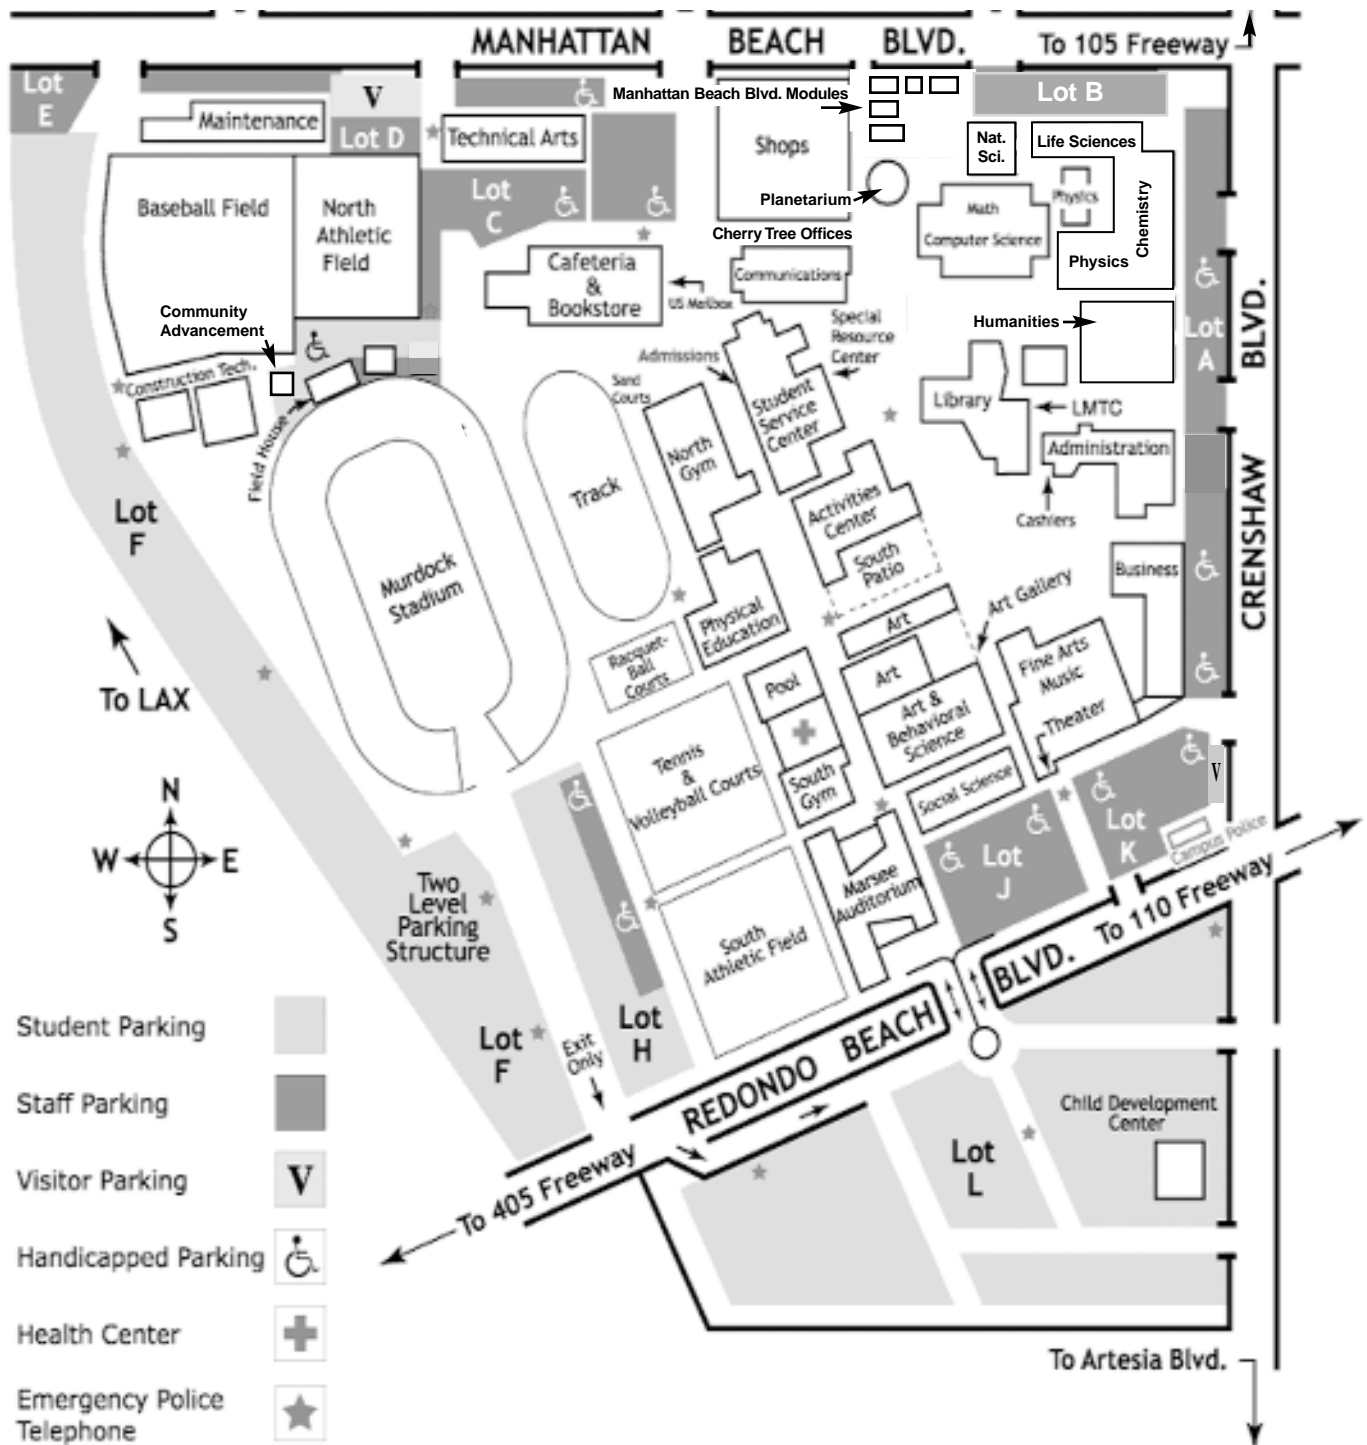 MANHATTAN BEACH BLVD.
To 105 Freeway
Lot
E
V
Lot D
Maintenance
Technical Arts
Manhattan Beach Blvd. Modules
Shops
Lot B
Nat.
Sci.
Life Sciences
Baseball Field
North
Athletic
Field
Lot
C
Planetarium
Math
Computer Science
Physics
Chemistry
Physics
Cherry Tree Offices
Communications
Cafeteria
&
Bookstore
US Mailbox
Community
Advancement
Construction Tech.
Field House
Admissions
Special
Resource
Center
Humanities
Lot
A
BLVD.
CRENSHAW
Sand
Courts
Student
Service
Center
Library
LMTC
Administration
Cashiers
North
Gym
Track
Activities
Center
South
Patio
Business
Lot
F
Murdock
Stadium
Physical
Education
Art
Art Gallery
Racquet-
Ball
Courts
Pool
Art
Art &
Behavioral
Science
Fine Arts
Music
Theater
To LAX
Tennis
&
Volleyball Courts
South
Gym
Social Science
V
N
W
E
S
Lot
K
Campus Police
Lot
J
Two
Level
Parking
Structure
Marsee
Auditorium
South
Athletic Field
To 110 Freeway
REDONDO BEACH BLVD.
Lot
H
Lot
F
Exit
Only
To 405 Freeway
Child Development
Center
Lot
L
To Artesia Blvd.
Student Parking
Staff Parking
Visitor Parking
V
Handicapped Parking
Health Center
Emergency Police
Telephone